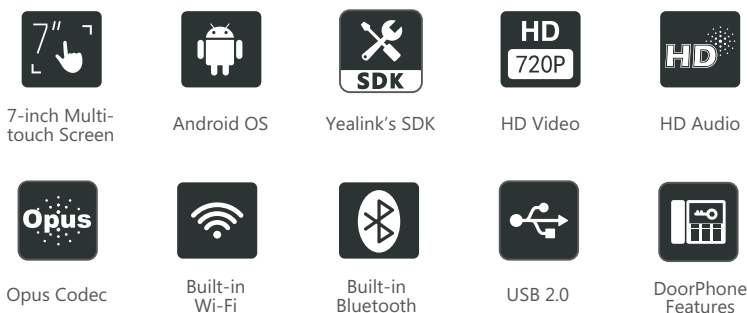 7"
SDK
HD
720P
HD
7-inch Multi-
touch Screen
Android OS
Yealink's SDK
HD Video
HD Audio
Opus
Opus Codec
Built-in
Wi-Fi
Built-in
Bluetooth
USB 2.0
DoorPhone
Features